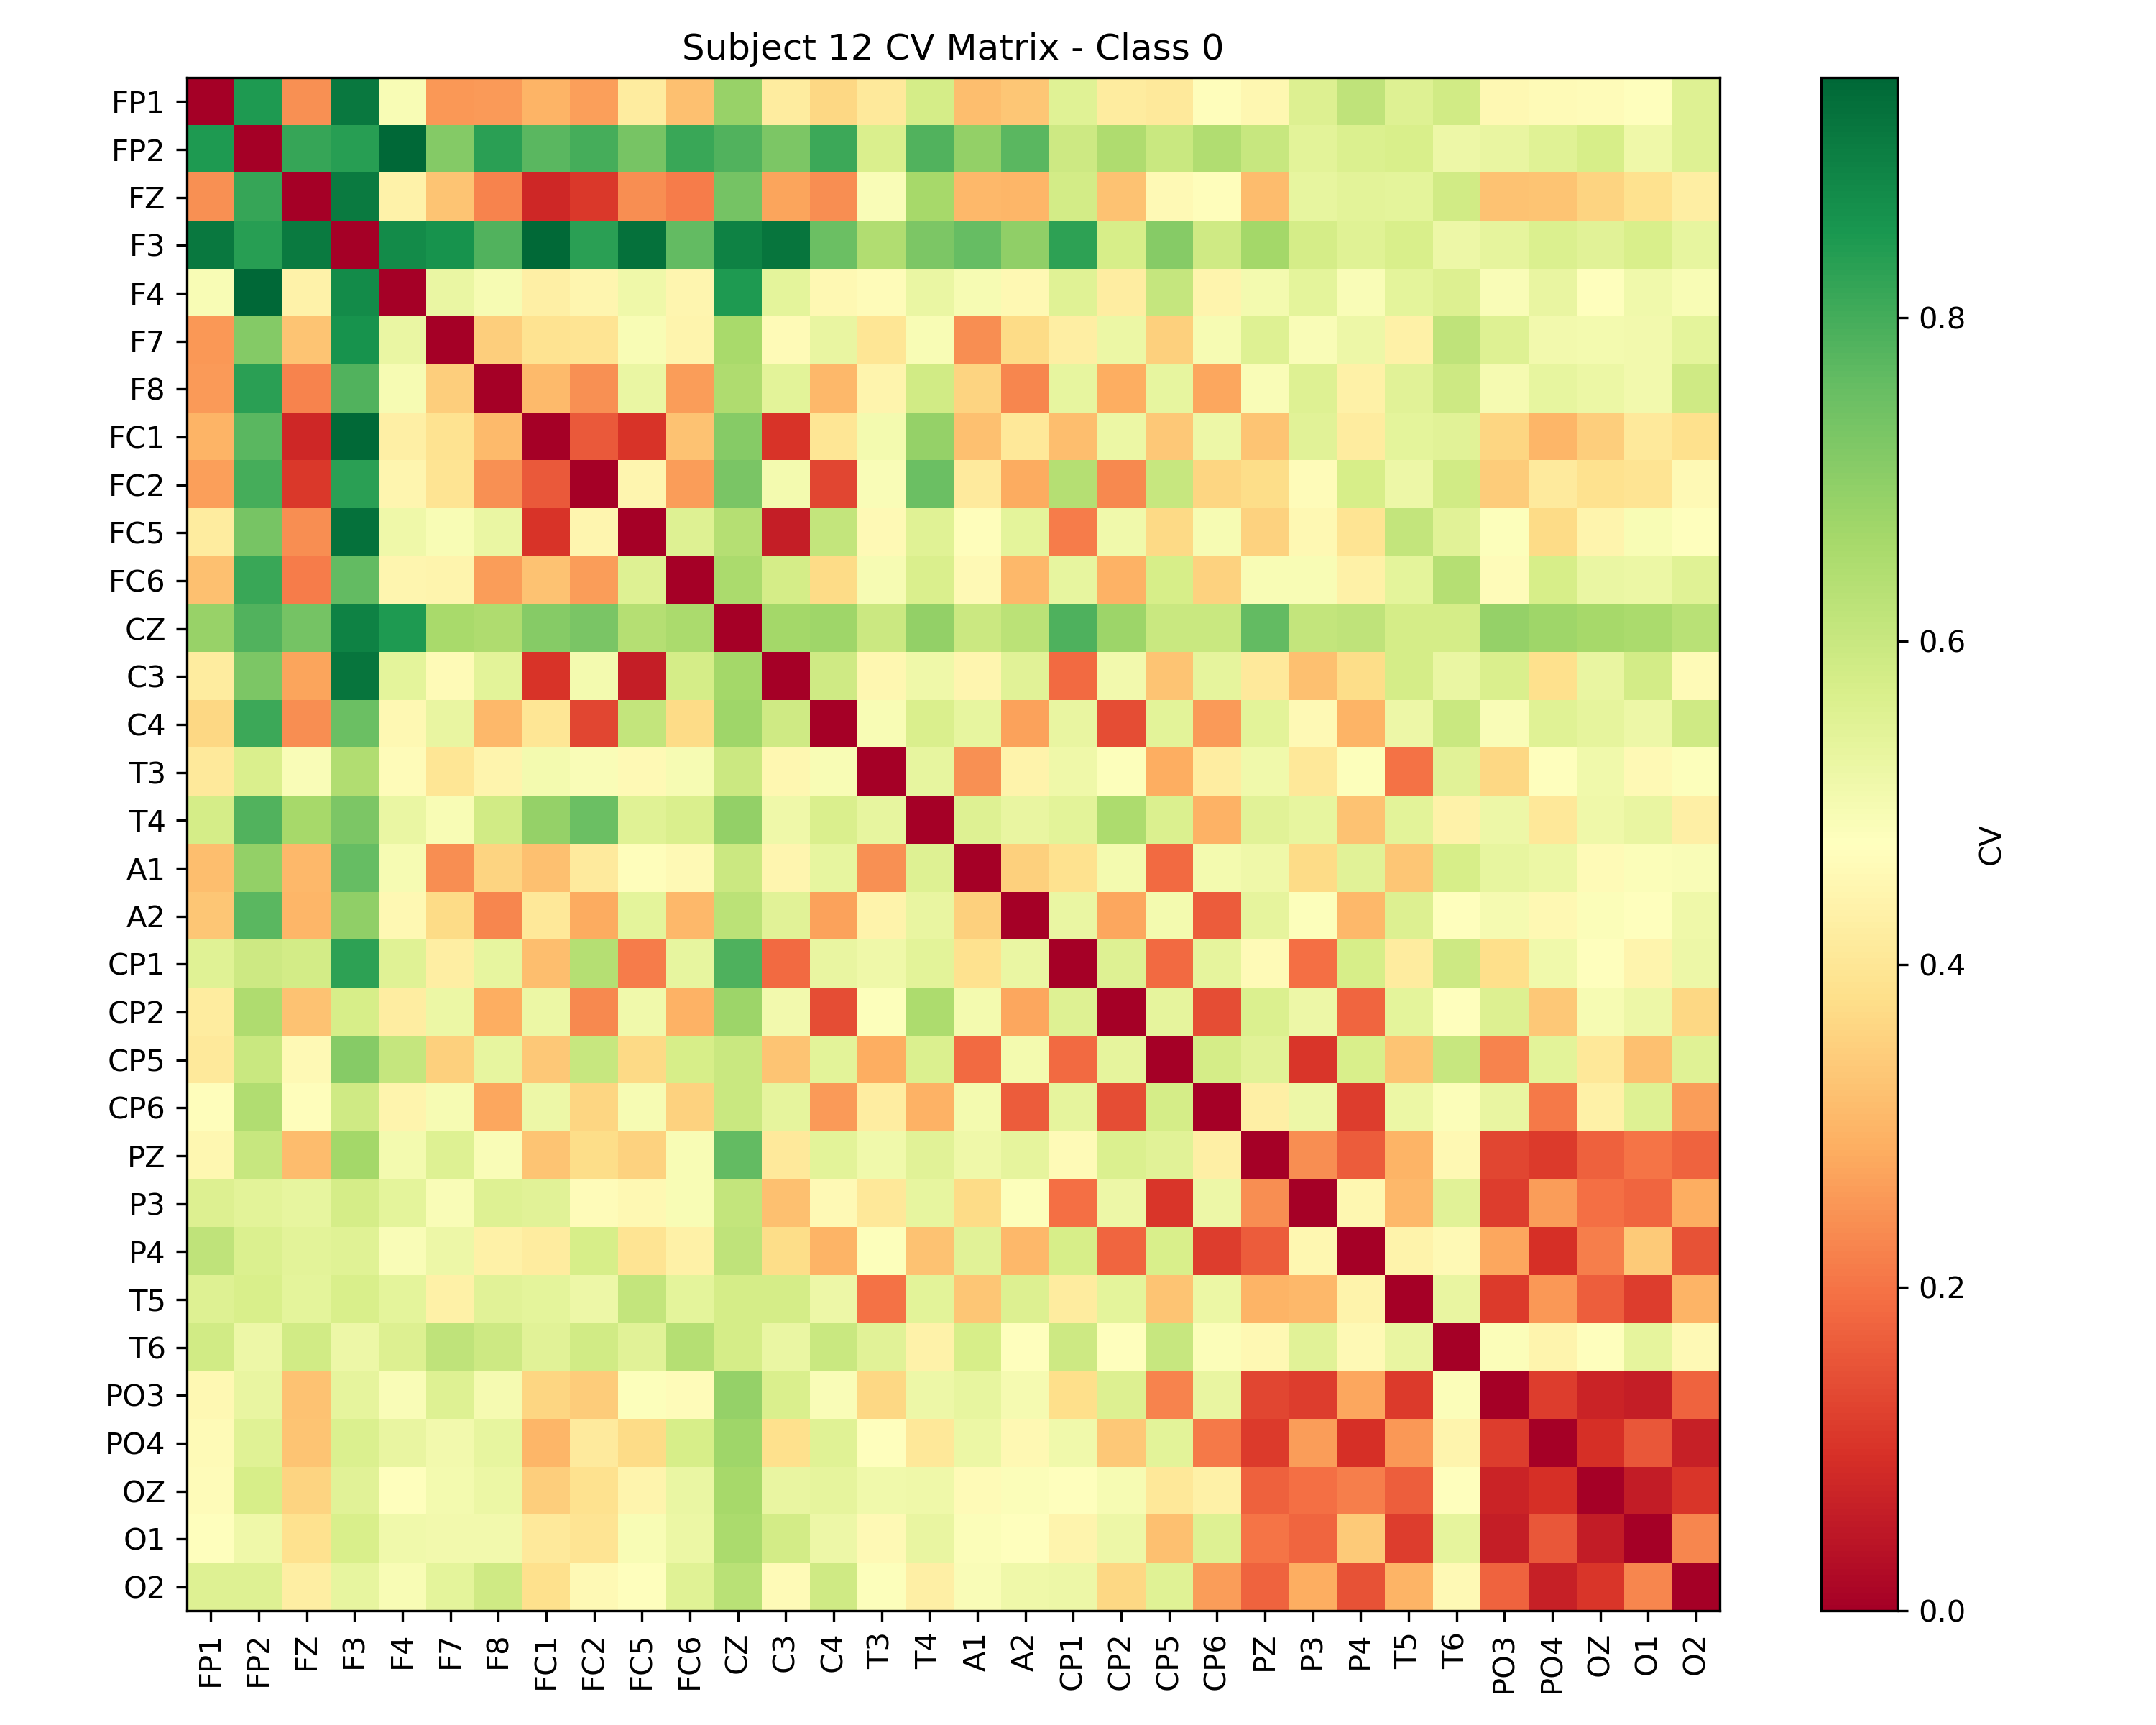 Subject 12 CV Matrix - Class 0
FP1
FP2
FZ
F3
F4
F7
F8
FC1
FC2
FC5
FC6
CZ
C3
C4
T3
T4
A1
A2
CP1
CP2
CP5
CP6
PZ
P3
P4
T5
T6
PO3
PO4
OZ
O1
O2
FP1 FP2 FZ F3 F4 F7 F8 FC1 FC2 FC5 FC6 CZ C3 C4 T3 T4 A1 A2 CP1 CP2 CP5 CP6 PZ P3 P4 T5 T6 PO3 PO4 OZ O1 O2
0.8
0.6
0.4
0.2
0.0
CV